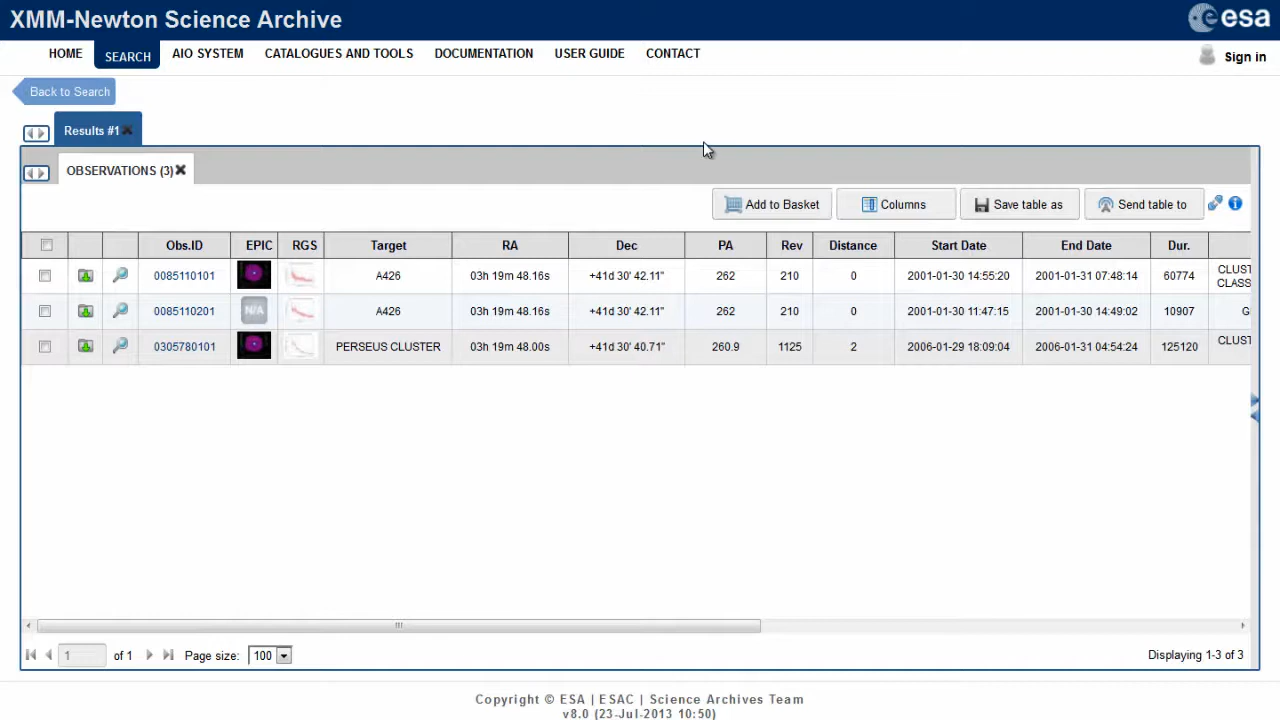 XMM-Newton Science Archive
esa
HOME SEARCH AIO SYSTEM CATALOGUES AND TOOLS DOCUMENTATION USER GUIDE CONTACT
Sign in
Back to Search
Results #1
OBSERVATIONS (3)
Add to Basket Columns Save table as Send table to
Obs.ID EPIC RGS Target RA Dec PA Rev Distance Start Date End Date Dur.
0085110101 A426 03h 19m 48.16s +41d 30' 42.11" 262 210 0 2001-01-30 14:55:20 2001-01-31 07:48:14 60774 CLUST
CLASS
0085110201 N/A A426 03h 19m 48.16s +41d 30' 42.11" 262 210 0 2001-01-30 11:47:15 2001-01-30 14:49:02 10907 G
0305780101 PERSEUS CLUSTER 03h 19m 48.00s +41d 30' 40.71" 260.9 1125 2 2006-01-29 18:09:04 2006-01-31 04:54:24 125120 CLUST
1 of 1 Page size: 100
Displaying 1-3 of 3
Copyright © ESA | ESAC | Science Archives Team
v8.0 (23-Jul-2013 10:50)